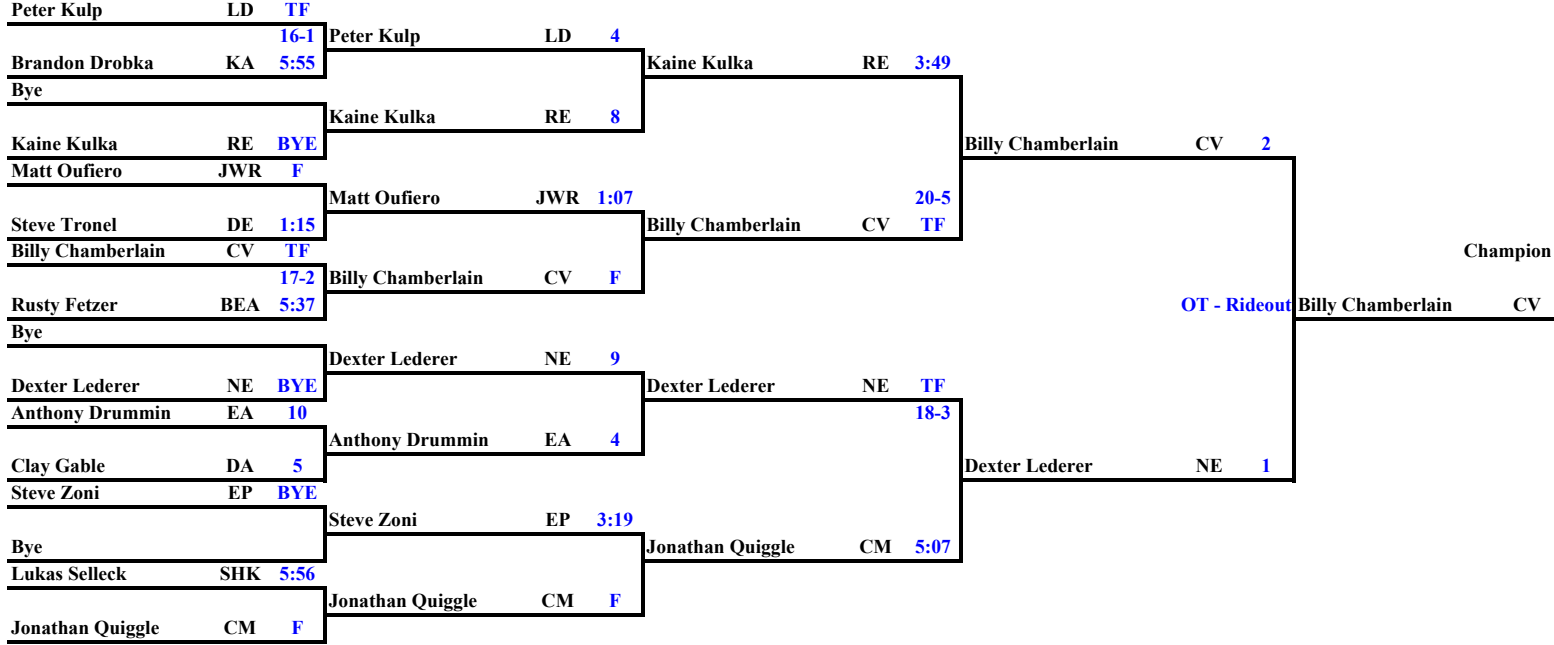 Peter Kulp LD TF
16-1 Peter Kulp LD 4
Brandon Drobka KA 5:55 Kaine Kulka RE 3:49
Bye
Kaine Kulka RE 8
Kaine Kulka RE BYE Billy Chamberlain CV 2
Matt Oufiero JWR F
Matt Oufiero JWR 1:07 20-5
Steve Tronel DE 1:15 Billy Chamberlain CV TF
Billy Chamberlain CV TF Champion
17-2 Billy Chamberlain CV F
Rusty Fetzer BEA 5:37 OT - Rideout Billy Chamberlain CV
Bye
Dexter Lederer NE 9
Dexter Lederer NE BYE Dexter Lederer NE TF
Anthony Drummin EA 10 18-3
Anthony Drummin EA 4
Clay Gable DA 5 Dexter Lederer NE 1
Steve Zoni EP BYE
Steve Zoni EP 3:19
Bye Jonathan Quiggle CM 5:07
Lukas Selleck SHK 5:56
Jonathan Quiggle CM F
Jonathan Quiggle CM F